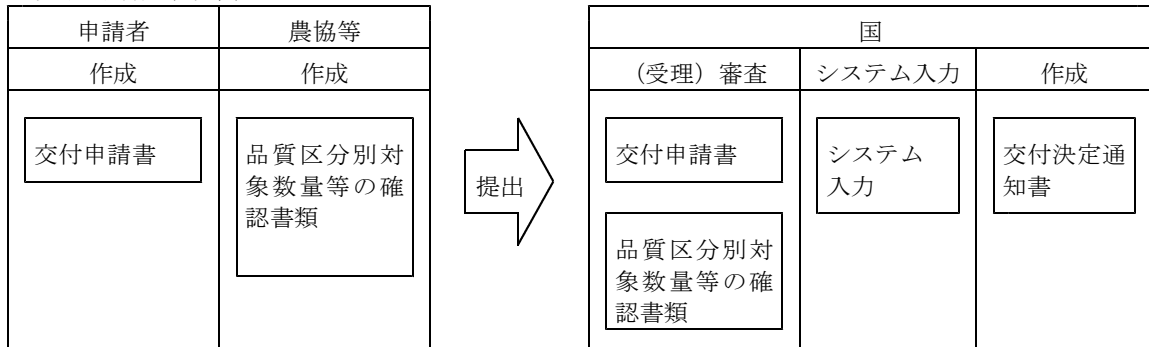 申請者 農協等 国
作成 作成 (受理)審査 システム入力 作成
交付申請書
品質区分別対
象数量等の確
認書類
提出
交付申請書
品質区分別対
象数量等の確
認書類
システム
入力
交付決定通
知書